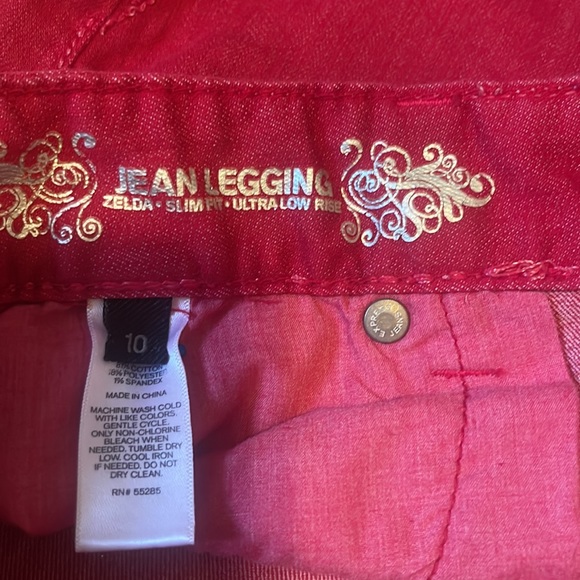 JEAN LEGGING
ZELDA • SLIM FIT • ULTRA LOW RISE
10
COTTON
POLYESTER
1% SPANDEX
MADE IN CHINA
MACHINE WASH COLD
WITH LIKE COLORS.
GENTLE CYCLE.
ONLY NON-CHLORINE
BLEACH WHEN
NEEDED. TUMBLE DRY
LOW. COOL IRON
IF NEEDED. DO NOT
DRY CLEAN.
RN# 55285
EXPRESS JEANS